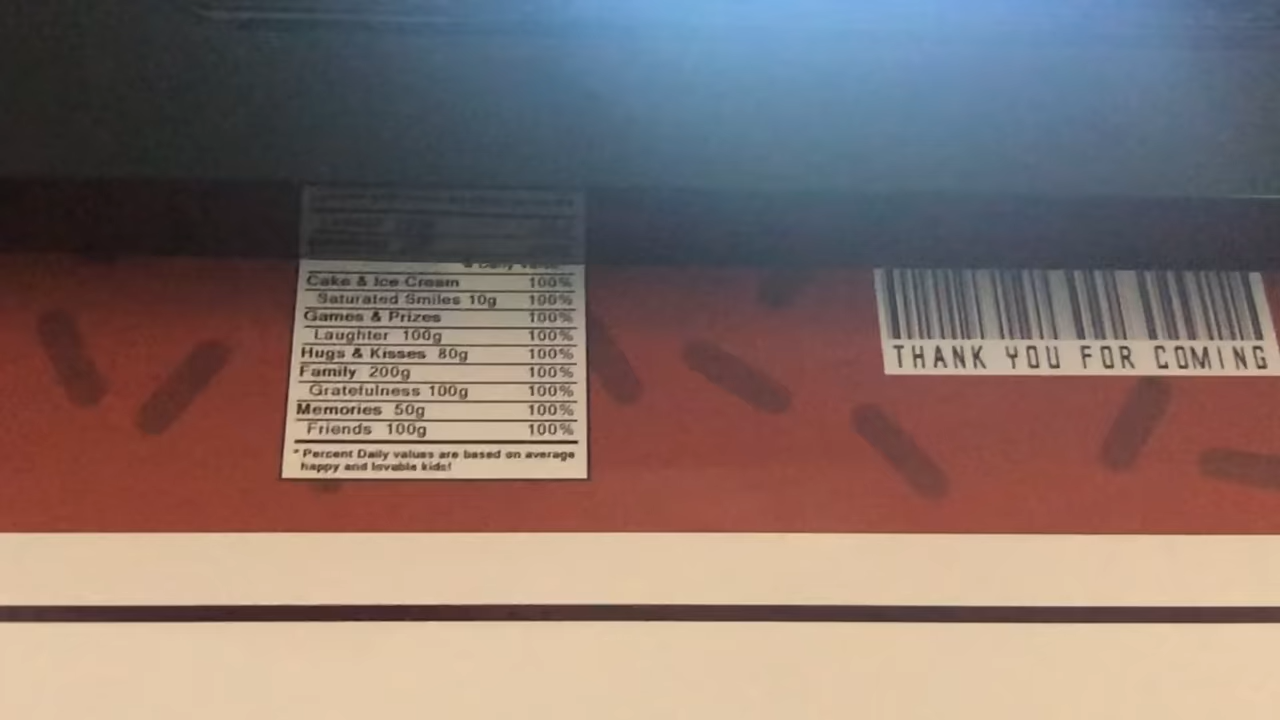 % Daily Value
Cake & Ice Cream 100%
Saturated Smiles 10g 100%
Games & Prizes 100%
Laughter 100g 100%
Hugs & Kisses 80g 100%
Family 200g 100%
Gratefulness 100g 100%
Memories 50g 100%
Friends 100g 100%
* Percent Daily values are based on average
happy and lovable kids!
THANK YOU FOR COMING